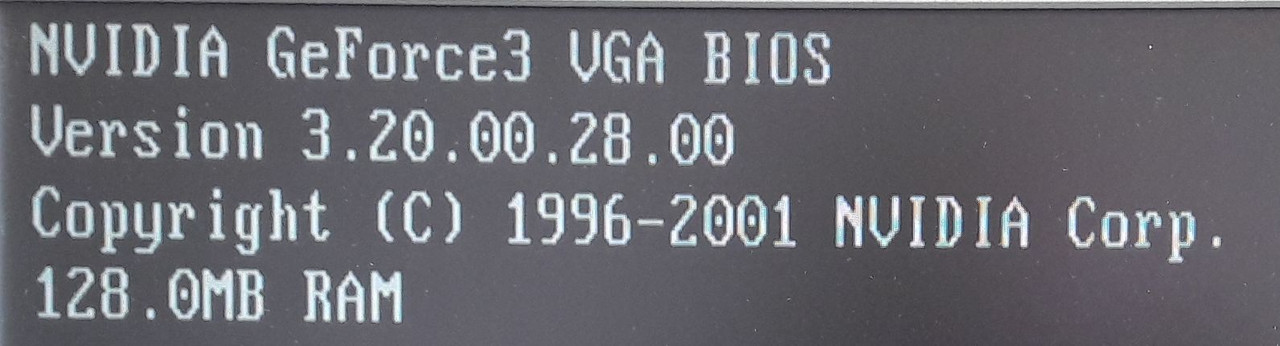 NVIDIA GeForce3 VGA BIOS
Version 3.20.00.28.00
Copyright (C) 1996-2001 NVIDIA Corp.
128.0MB RAM